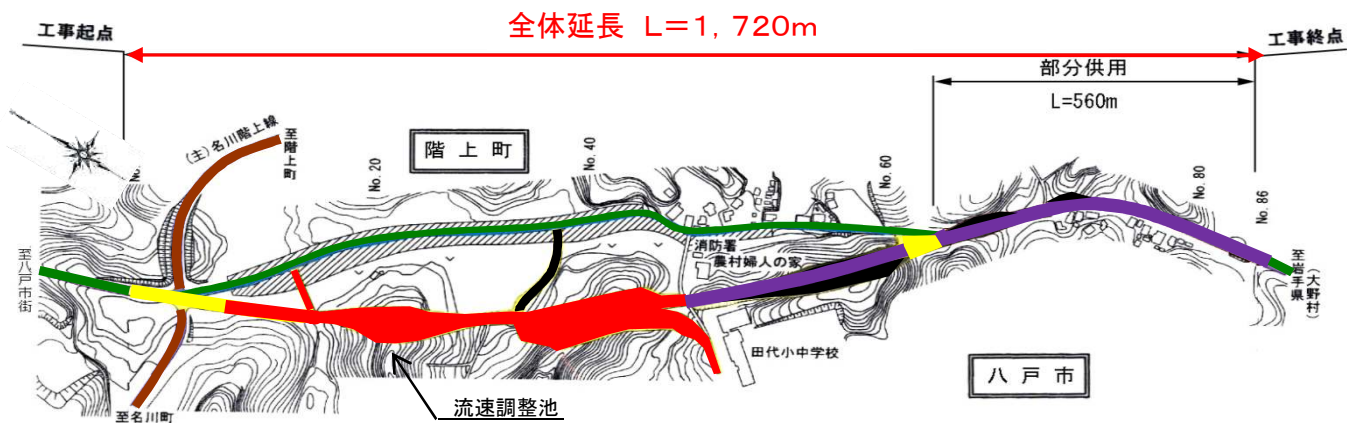 全体延長 L=1,720m
工事起点
工事終点
部分供用
L=560m
(主)名川階上線
至階上町
階上町
No. 20
No. 40
No. 60
No. 80
No. 86
至八戸市街
消防署
農村婦人の家
至岩手県
(大野村)
田代小中学校
八戸市
流速調整池
至名川町